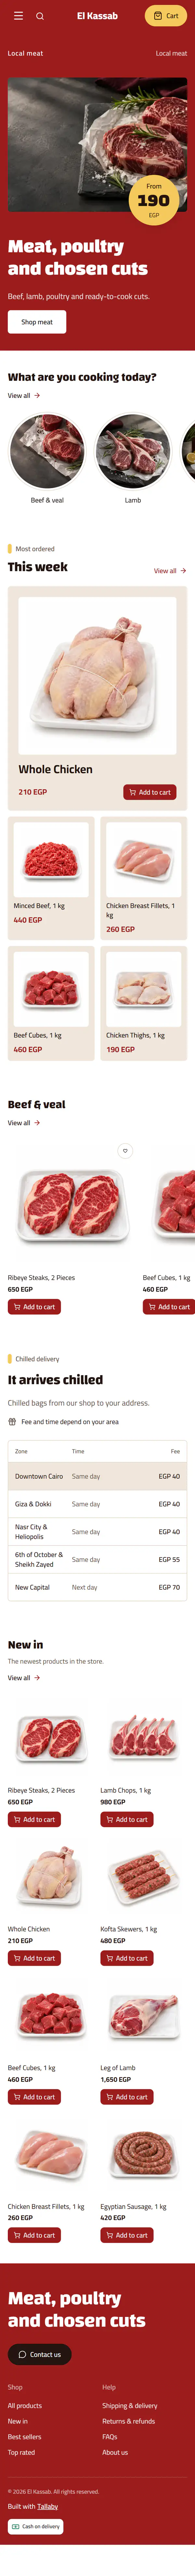 El Kassab
Cart
Local meat
Local meat
From
190
EGP
Meat, poultry
and chosen cuts
Beef, lamb, poultry and ready-to-cook cuts.
Shop meat
What are you cooking today?
View all
Beef & veal
Lamb
Most ordered
This week
View all
Whole Chicken
210 EGP
Add to cart
Minced Beef, 1 kg
440 EGP
Chicken Breast Fillets, 1
kg
260 EGP
Beef Cubes, 1 kg
460 EGP
Chicken Thighs, 1 kg
190 EGP
Beef & veal
View all
Ribeye Steaks, 2 Pieces
650 EGP
Add to cart
Beef Cubes, 1 kg
460 EGP
Add to cart
Chilled delivery
It arrives chilled
Chilled bags from our shop to your address.
Fee and time depend on your area
Zone Time Fee
Downtown Cairo Same day EGP 40
Giza & Dokki Same day EGP 40
Nasr City &
Heliopolis
Same day EGP 40
6th of October &
Sheikh Zayed
Same day EGP 55
New Capital Next day EGP 70
New in
The newest products in the store.
View all
Ribeye Steaks, 2 Pieces
650 EGP
Add to cart
Lamb Chops, 1 kg
980 EGP
Add to cart
Whole Chicken
210 EGP
Add to cart
Kofta Skewers, 1 kg
480 EGP
Add to cart
Beef Cubes, 1 kg
460 EGP
Add to cart
Leg of Lamb
1,650 EGP
Add to cart
Chicken Breast Fillets, 1 kg
260 EGP
Add to cart
Egyptian Sausage, 1 kg
420 EGP
Add to cart
Meat, poultry
and chosen cuts
Contact us
Shop
All products
New in
Best sellers
Top rated
Help
Shipping & delivery
Returns & refunds
FAQs
About us
© 2026 El Kassab. All rights reserved.
Built with Tallaby
Cash on delivery